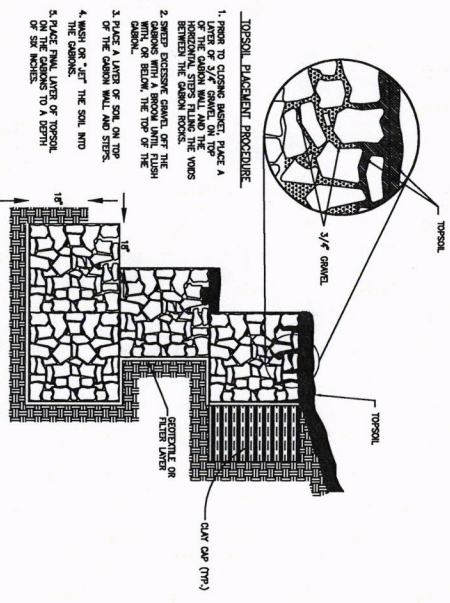 TOPSOIL PLACEMENT PROCEDURE
1. PRIOR TO CLOSING BASKET, PLACE A
LAYER OF 3/4" GRAVEL ON TOP
OF THE GABION WALL AND THE
HORIZONTAL STEPS FILLING THE VOIDS
BETWEEN THE GABION ROCKS.
2. SWEEP EXCESSIVE GRAVEL OFF THE
GABIONS WITH A BROOM UNTIL FLUSH
WITH, OR BELOW, THE TOP OF THE
GABION..
3. PLACE A LAYER OF SOIL ON TOP
OF THE GABION WALL AND STEPS.
4. WASH OR "JET" THE SOIL INTO
THE GABIONS.
5. PLACE FINAL LAYER OF TOPSOIL
ON THE GABIONS TO A DEPTH
OF SIX INCHES.
TOPSOIL
3/4" GRAVEL
TOPSOIL
18"
18"
GEOTEXTILE OR
FILTER LAYER
CLAY CAP (TYP.)